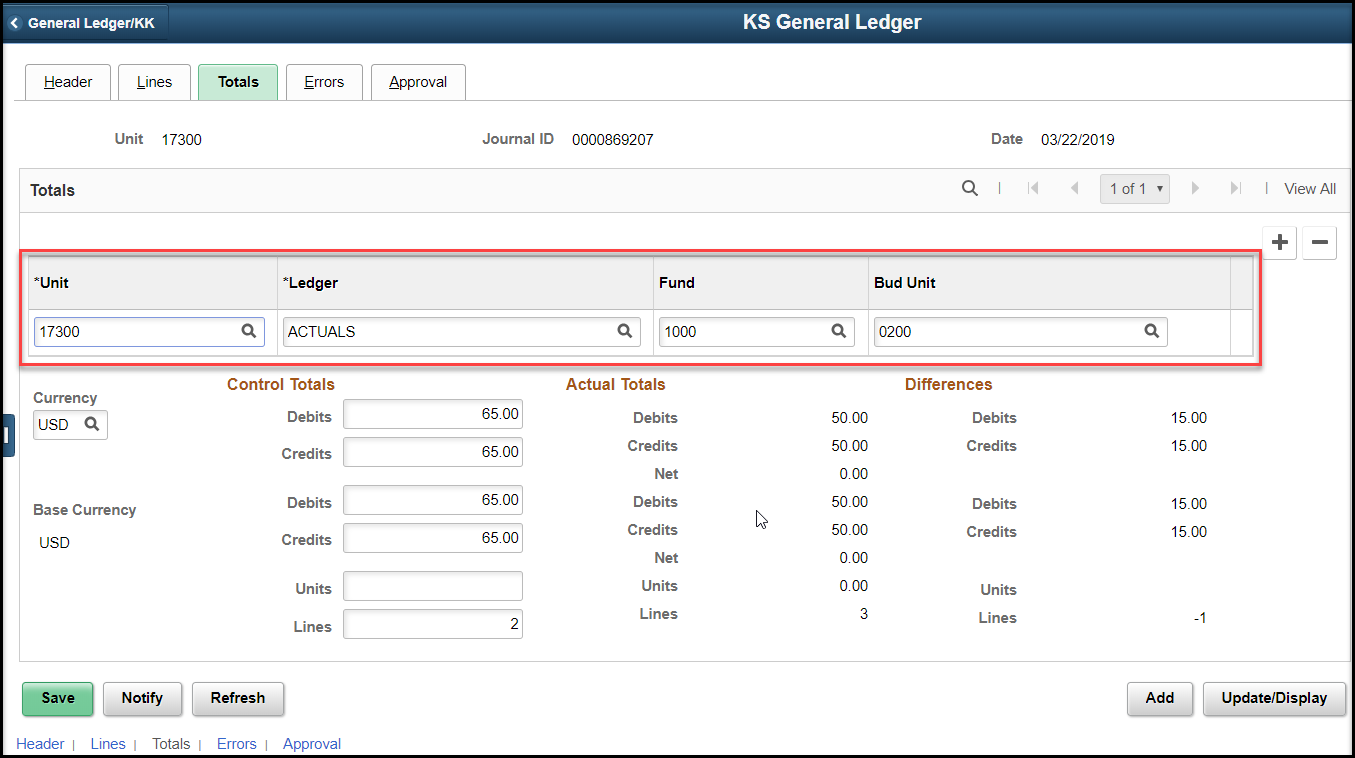 General Ledger/KK KS General Ledger
Header Lines Totals Errors Approval
Unit 17300 Journal ID 0000869207 Date 03/22/2019
Totals | 1 of 1 ▾ | View All
*Unit *Ledger Fund Bud Unit
17300 ACTUALS 1000 0200
Control Totals Actual Totals Differences
Currency
Debits 65.00 Debits 50.00 Debits 15.00
USD
Credits 65.00 Credits 50.00 Credits 15.00
Net 0.00
Debits 65.00 Debits 50.00 Debits 15.00
Base Currency
Credits 65.00 Credits 50.00 Credits 15.00
USD
Net 0.00
Units Units 0.00 Units
Lines 2 Lines 3 Lines -1
Save Notify Refresh Add Update/Display
Header | Lines | Totals | Errors | Approval